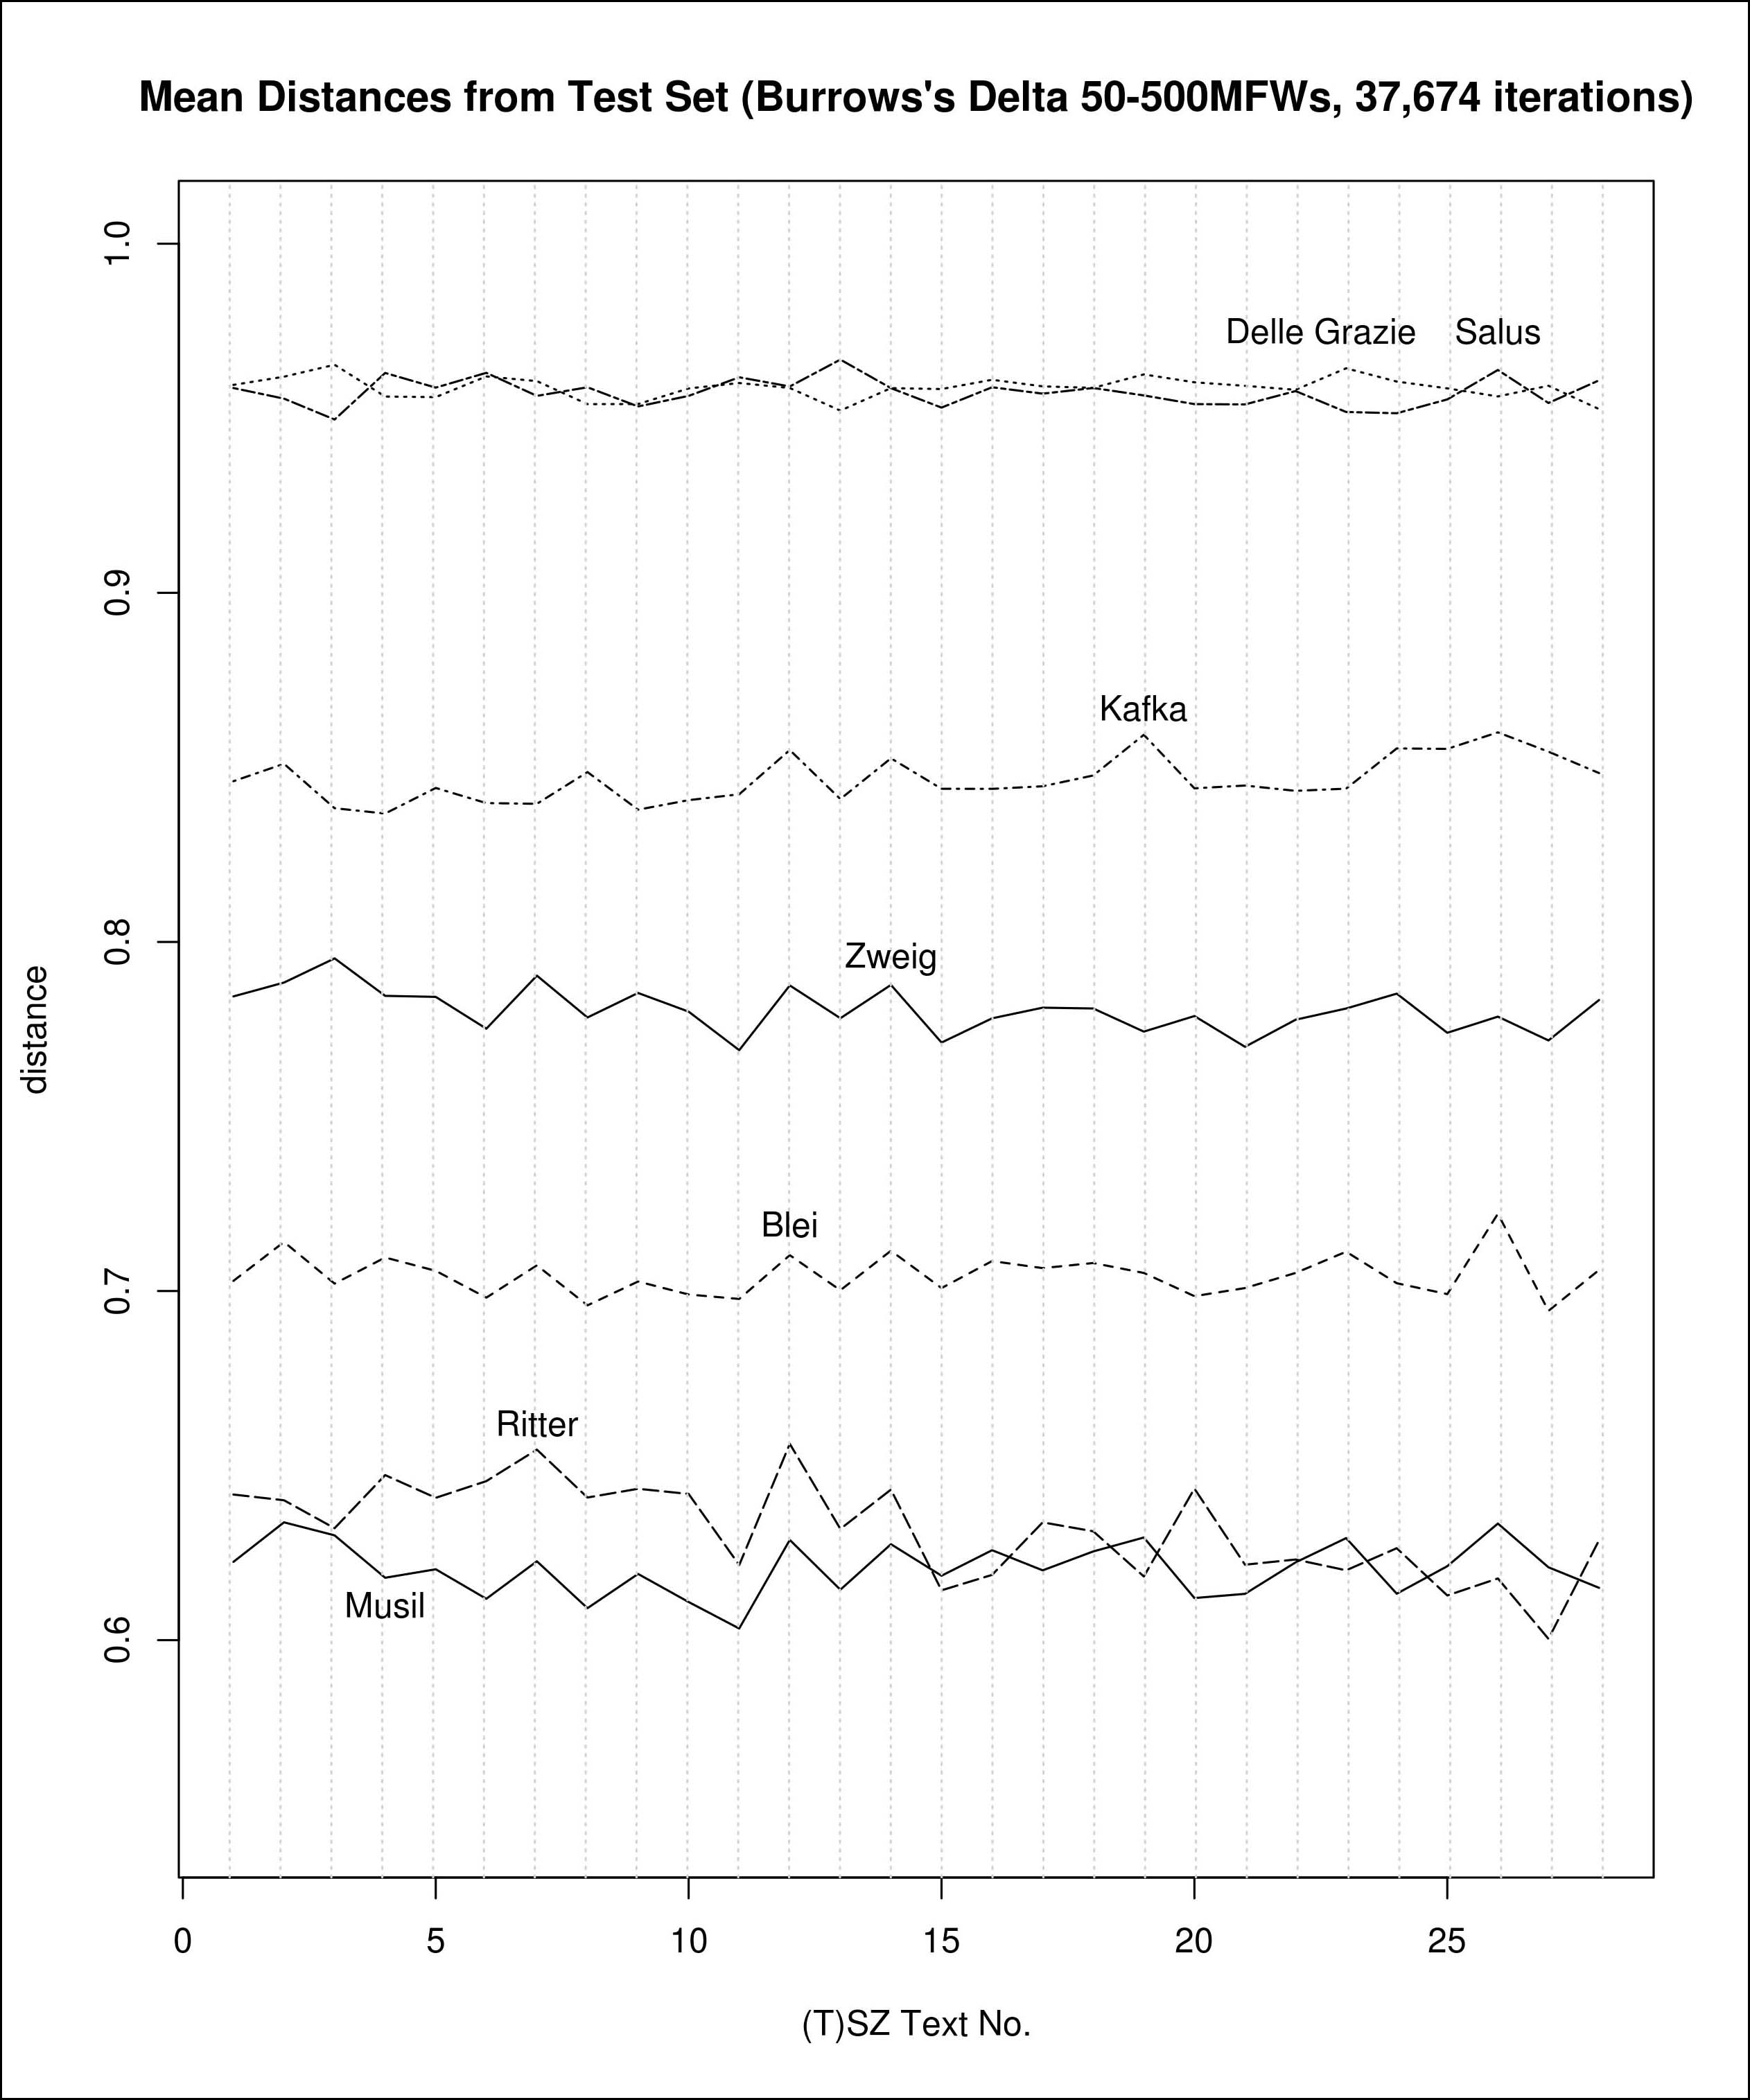 Mean Distances from Test Set (Burrows's Delta 50-500MFWs, 37,674 iterations)
1.0
Delle Grazie Salus
0.9
Kafka
0.8
Zweig
distance
Blei
0.7
Ritter
Musil
0.6
0 5 10 15 20 25
(T)SZ Text No.